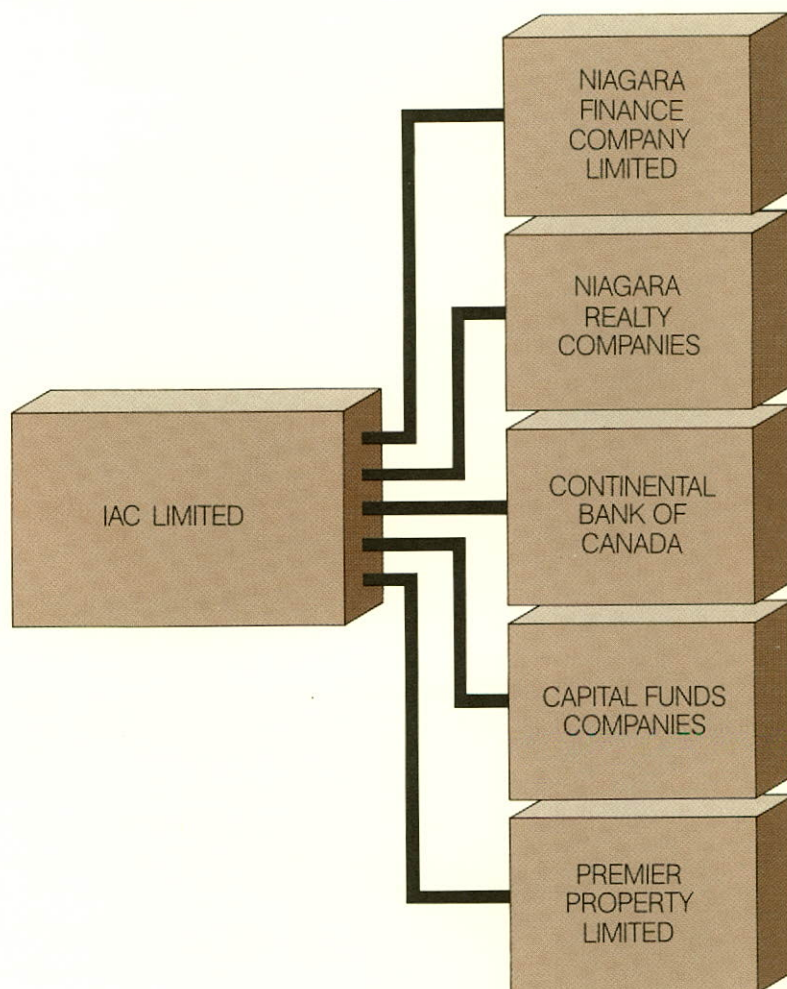 NIAGARA
FINANCE
COMPANY
LIMITED
NIAGARA
REALTY
COMPANIES
IAC LIMITED
CONTINENTAL
BANK OF
CANADA
CAPITAL FUNDS
COMPANIES
PREMIER
PROPERTY
LIMITED